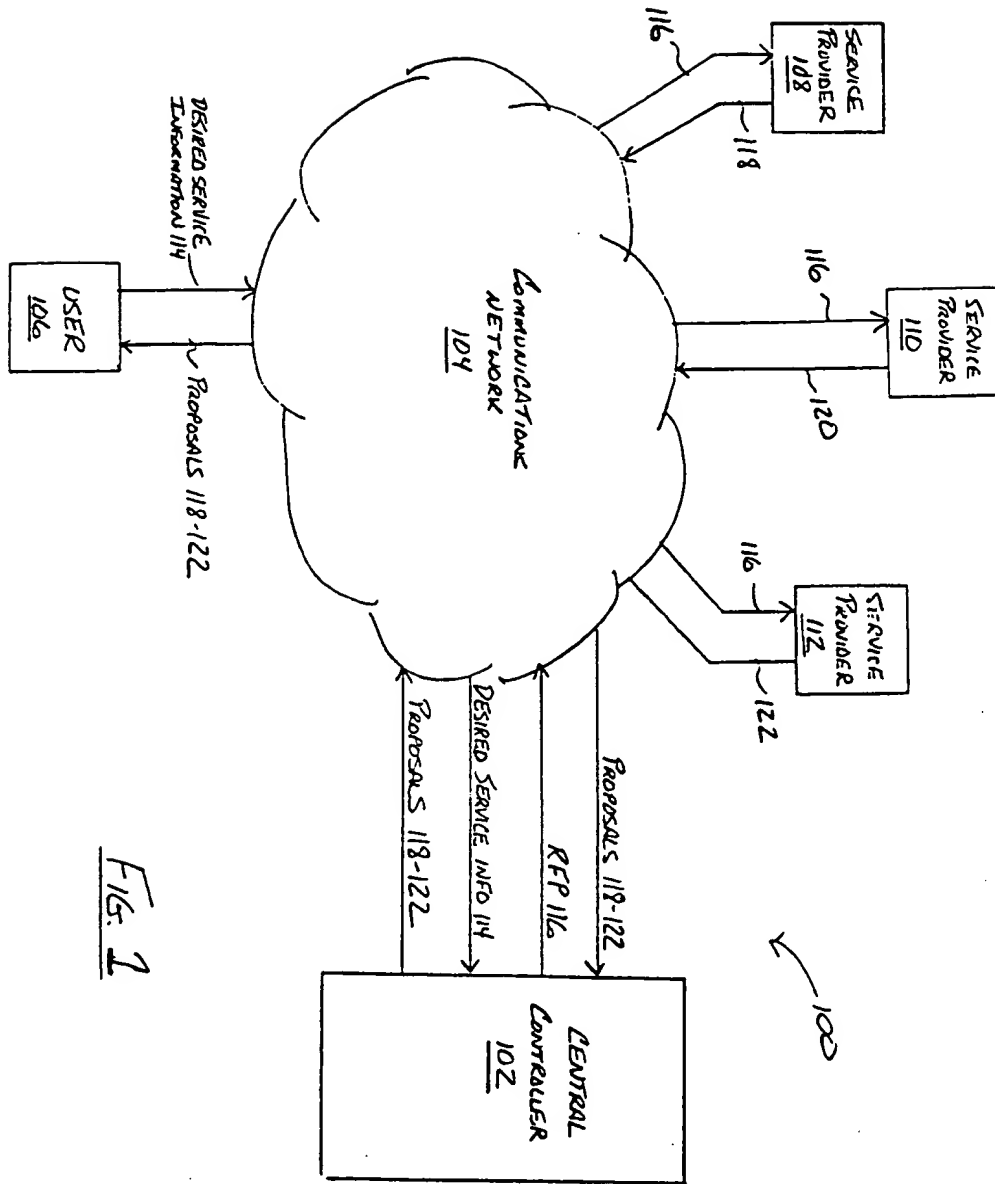 SERVICE
PROVIDER
108
116
118
SERVICE
PROVIDER
110
116
120
SERVICE
PROVIDER
112
116
122
100
COMMUNICATIONS
NETWORK
104
DESIRED SERVICE
INFORMATION 114
PROPOSALS 118-122
USER
106
PROPOSALS 118-122
RFP 116
DESIRED SERVICE INFO 114
PROPOSALS 118-122
CENTRAL
CONTROLLER
102
FIG. 1